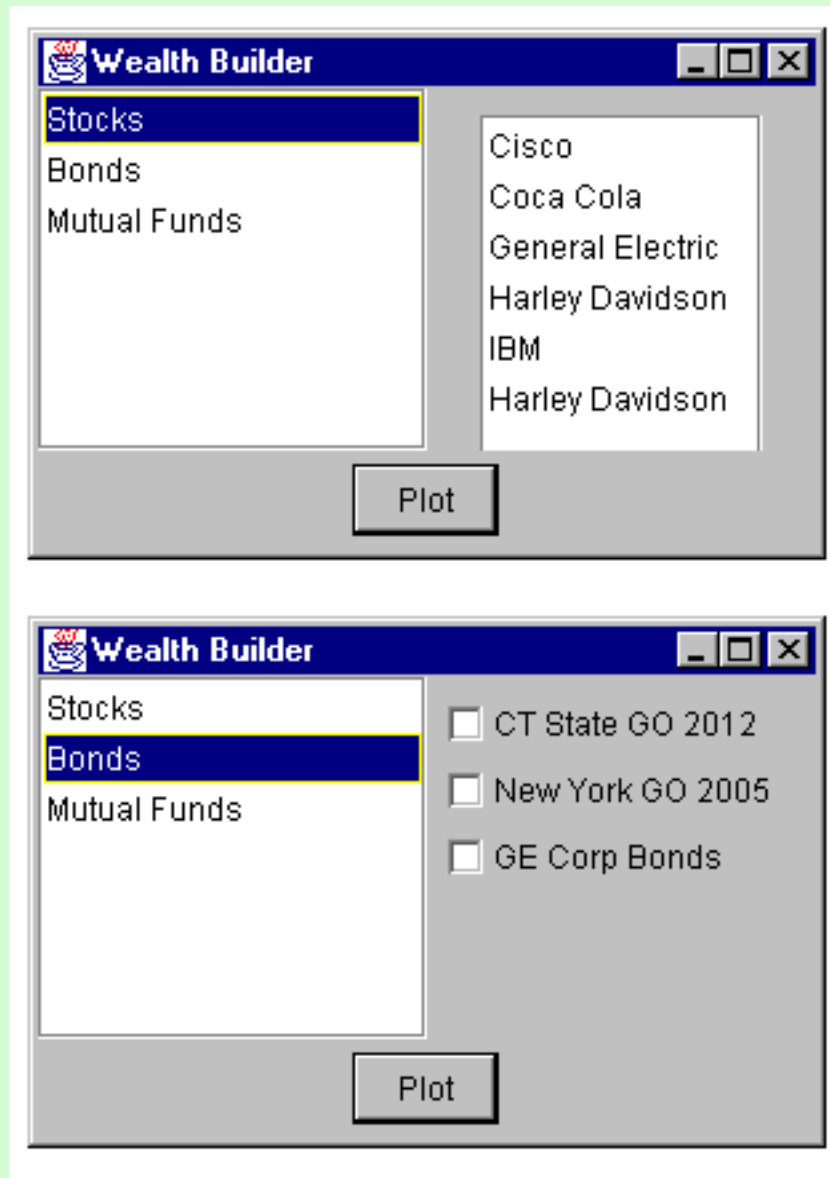 Wealth Builder
Stocks
Bonds
Mutual Funds
Cisco
Coca Cola
General Electric
Harley Davidson
IBM
Harley Davidson
Plot
Wealth Builder
Stocks
Bonds
Mutual Funds
CT State GO 2012
New York GO 2005
GE Corp Bonds
Plot